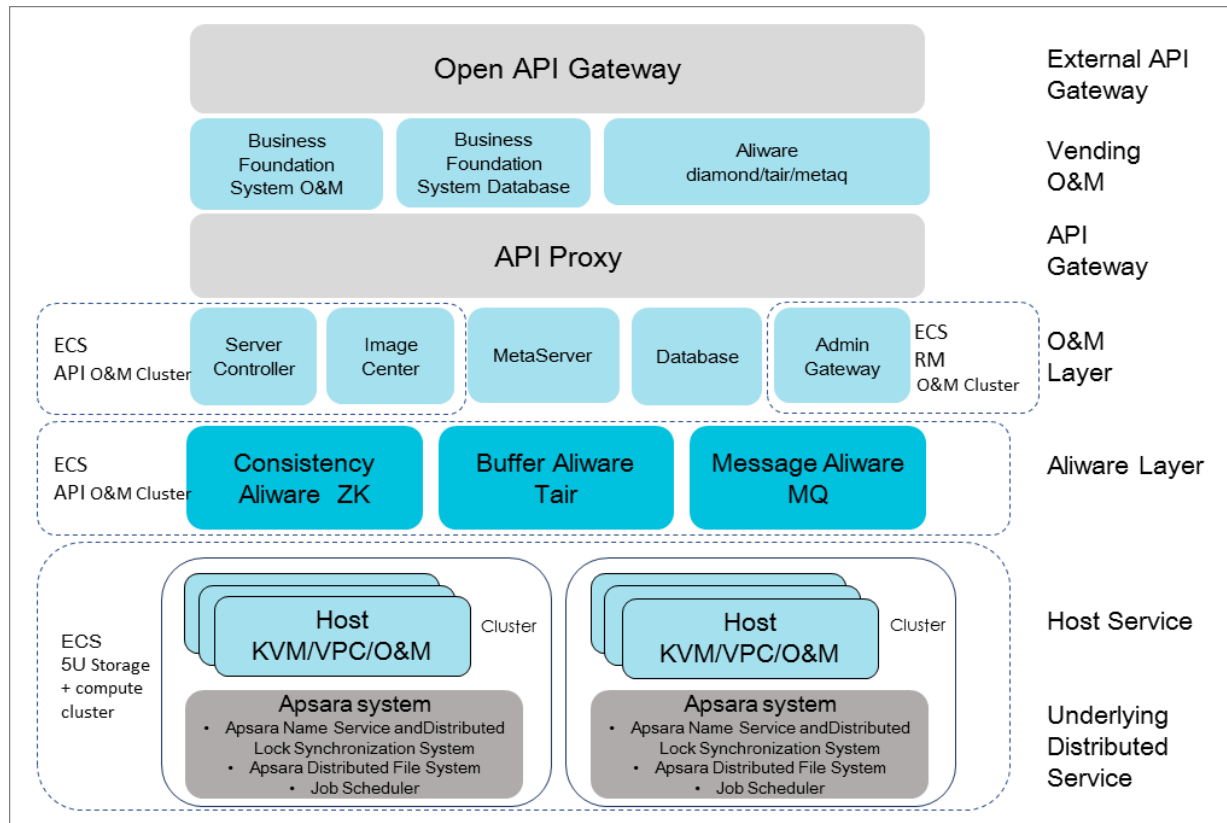 Open API Gateway
External API
Gateway
Business
Foundation
System O&M
Business
Foundation
System Database
Aliware
diamond/tair/metaq
Vending
O&M
API Proxy
API
Gateway
ECS
API O&M Cluster
Server
Controller
Image
Center
MetaServer
Database
Admin
Gateway
ECS
RM
O&M Cluster
O&M
Layer
ECS
API O&M Cluster
Consistency
Aliware ZK
Buffer Aliware
Tair
Message Aliware
MQ
Aliware Layer
ECS
5U Storage
+ compute
cluster
Host
KVM/VPC/O&M
Cluster
Host
KVM/VPC/O&M
Cluster
Host Service
Apsara system
• Apsara Name Service andDistributed
Lock Synchronization System
• Apsara Distributed File System
• Job Scheduler
Apsara system
• Apsara Name Service andDistributed
Lock Synchronization System
• Apsara Distributed File System
• Job Scheduler
Underlying
Distributed
Service